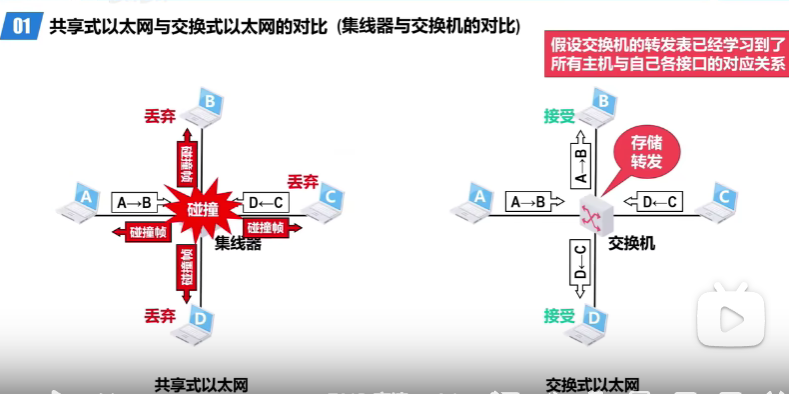 01 共享式以太网与交换式以太网的对比 (集线器与交换机的对比)
假设交换机的转发表已经学习到了
所有主机与自己各接口的对应关系
B
丢弃
碰撞帧
丢弃
A
A→B
碰撞
D←C
C
碰撞帧
碰撞帧
集线器
碰撞帧
丢弃
D
共享式以太网
B
接受
A→B
存储
转发
A
A→B
D←C
C
交换机
D←C
接受
D
交换式以太网